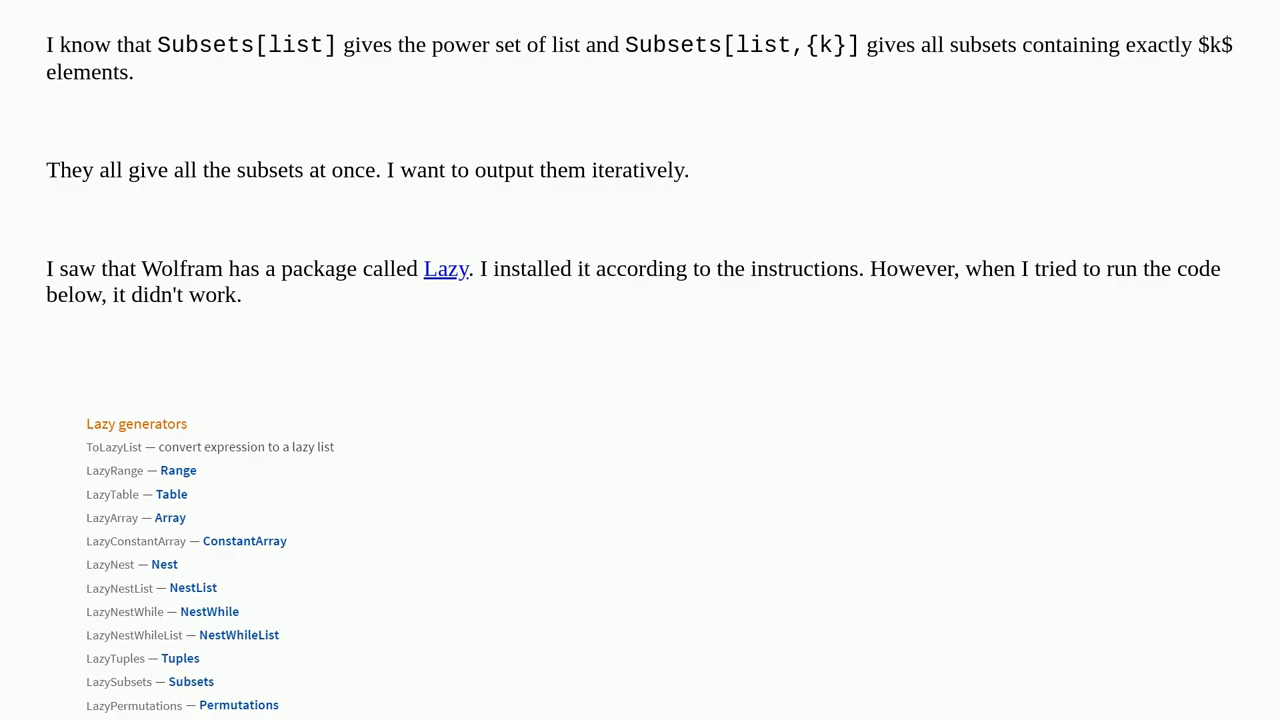 I know that Subsets[list] gives the power set of list and Subsets[list,{k}] gives all subsets containing exactly $k$
elements.
They all give all the subsets at once. I want to output them iteratively.
I saw that Wolfram has a package called Lazy. I installed it according to the instructions. However, when I tried to run the code
below, it didn't work.
Lazy generators
ToLazyList — convert expression to a lazy list
LazyRange — Range
LazyTable — Table
LazyArray — Array
LazyConstantArray — ConstantArray
LazyNest — Nest
LazyNestList — NestList
LazyNestWhile — NestWhile
LazyNestWhileList — NestWhileList
LazyTuples — Tuples
LazySubsets — Subsets
LazyPermutations — Permutations